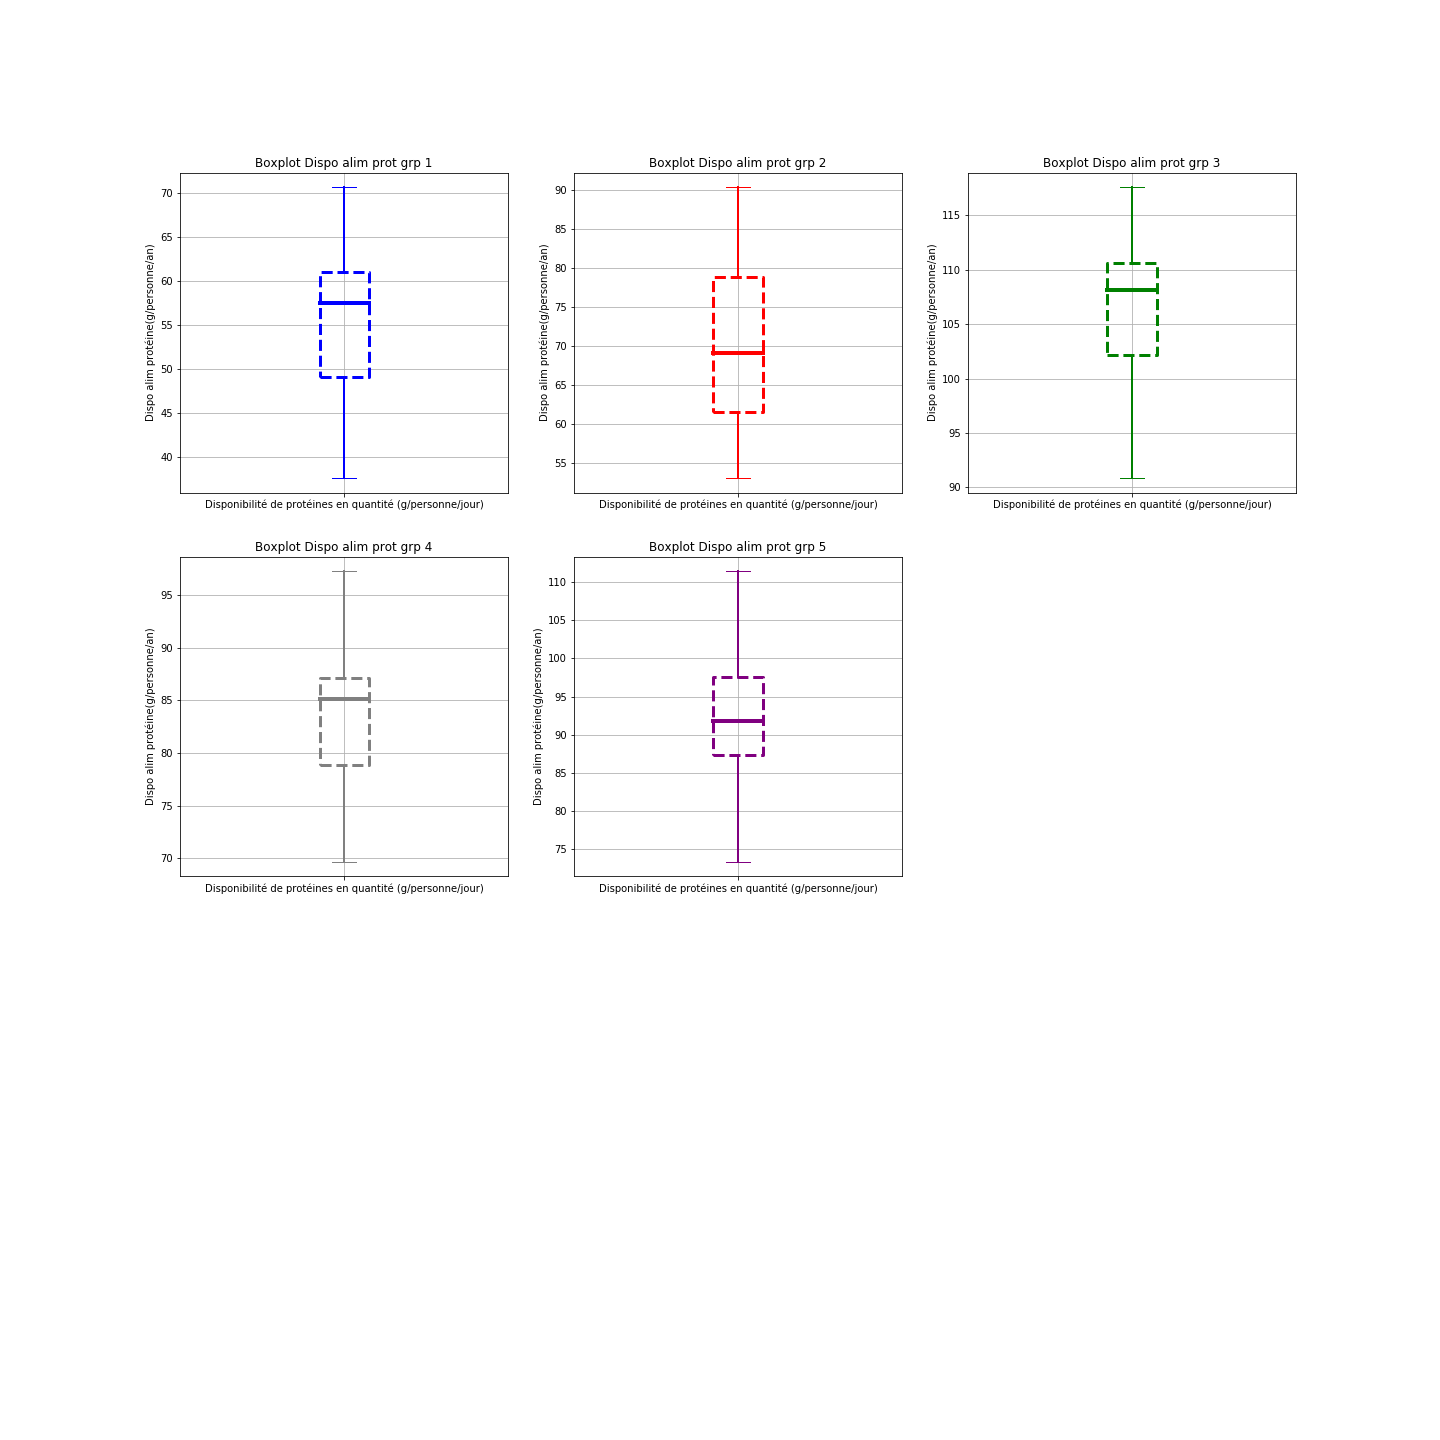 Boxplot Dispo alim prot grp 1
Dispo alim protéine(g/personne/an)
70
65
60
55
50
45
40
Disponibilité de protéines en quantité (g/personne/jour)
Boxplot Dispo alim prot grp 2
Dispo alim protéine(g/personne/an)
90
85
80
75
70
65
60
55
Disponibilité de protéines en quantité (g/personne/jour)
Boxplot Dispo alim prot grp 3
Dispo alim protéine(g/personne/an)
115
110
105
100
95
90
Disponibilité de protéines en quantité (g/personne/jour)
Boxplot Dispo alim prot grp 4
Dispo alim protéine(g/personne/an)
95
90
85
80
75
70
Disponibilité de protéines en quantité (g/personne/jour)
Boxplot Dispo alim prot grp 5
Dispo alim protéine(g/personne/an)
110
105
100
95
90
85
80
75
Disponibilité de protéines en quantité (g/personne/jour)